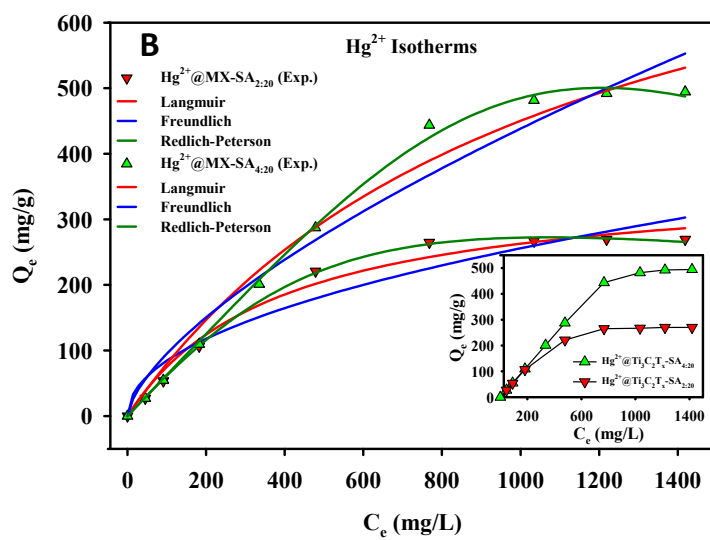 B
Hg²⁺ Isotherms
Hg²⁺@MX-SA₂:₂₀ (Exp.)
Langmuir
Freundlich
Redlich-Peterson
Hg²⁺@MX-SA₄:₂₀ (Exp.)
Langmuir
Freundlich
Redlich-Peterson
600
500
400
300
200
100
0
Qₑ (mg/g)
0 200 400 600 800 1000 1200 1400
Cₑ (mg/L)
500
400
300
200
100
0
Qₑ (mg/g)
Hg²⁺@Ti₃C₂Tₓ-SA₄:₂₀
Hg²⁺@Ti₃C₂Tₓ-SA₂:₂₀
200 600 1000 1400
Cₑ (mg/L)